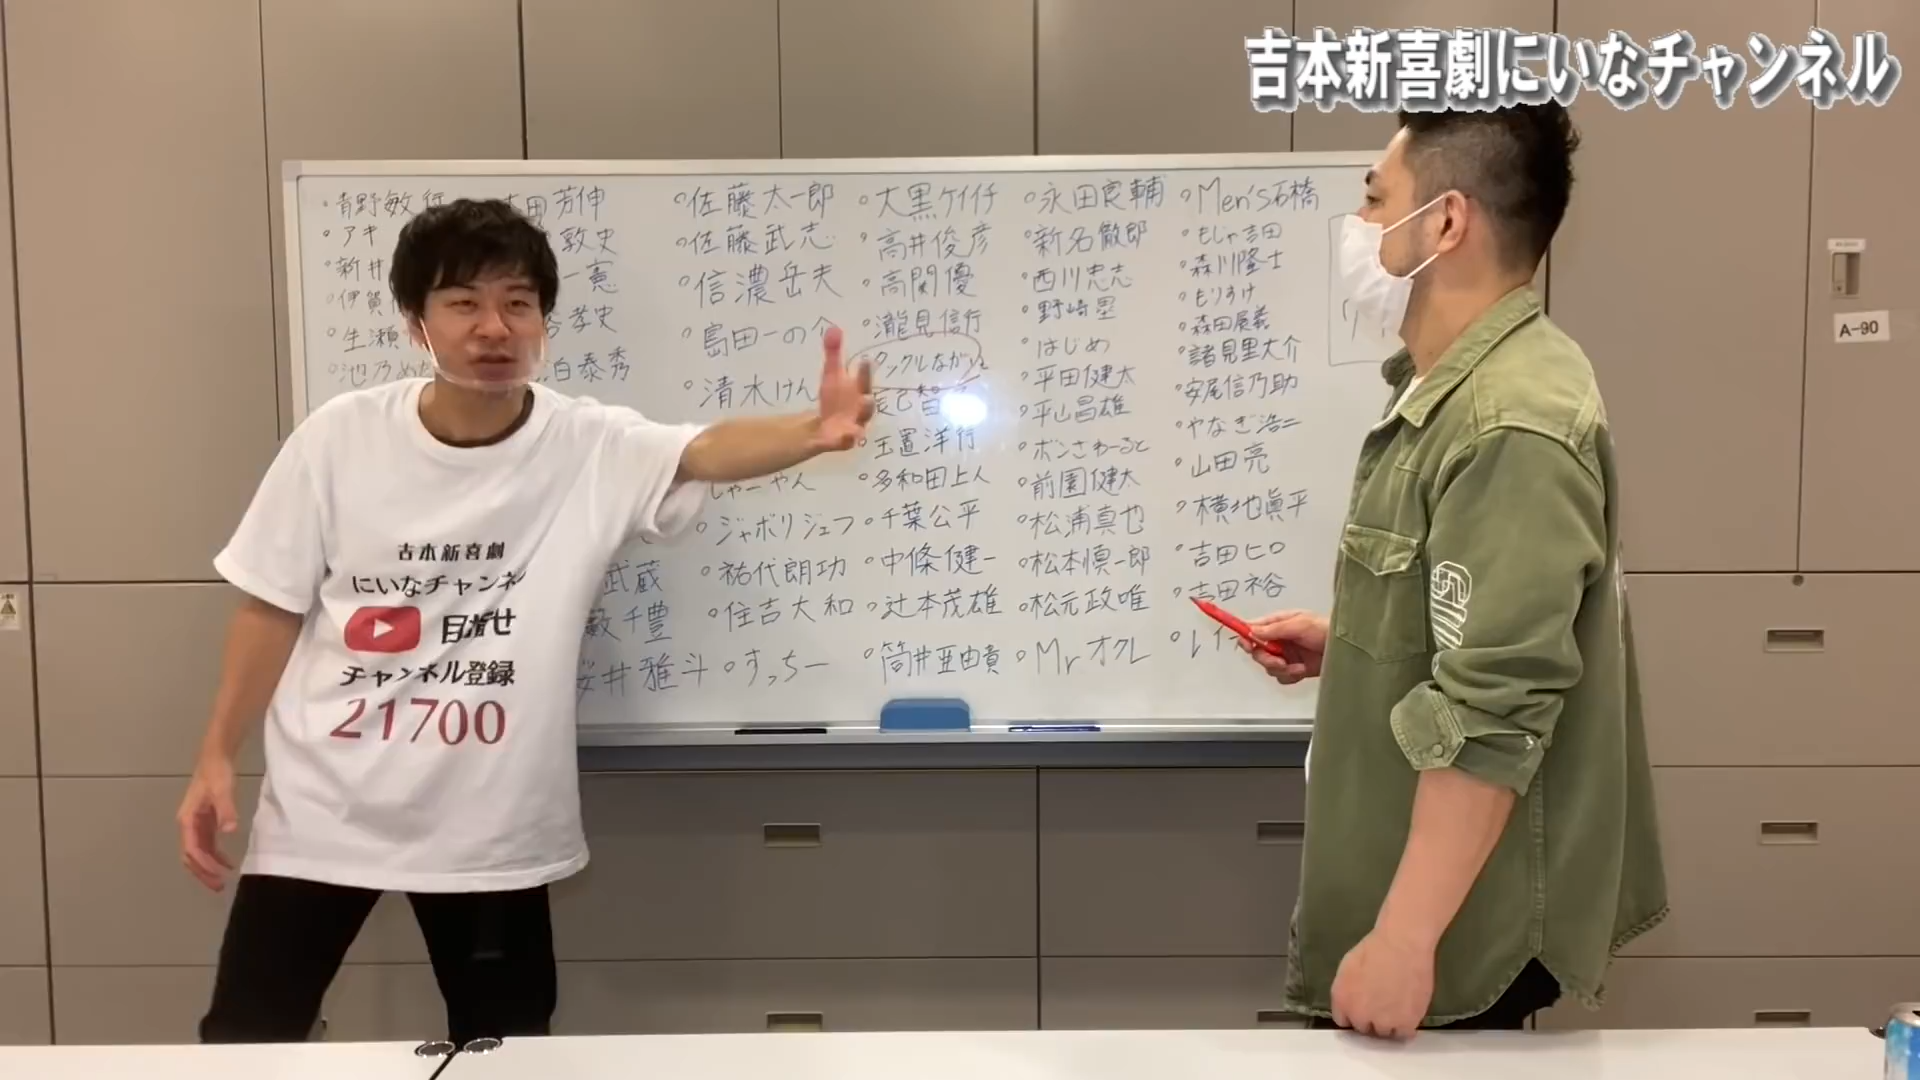 吉本新喜劇にいなチャンネル
・青野敏行
・アキ
・新井
・伊賀
・生瀬
・池乃めだ
吉田芳伸
敦史
一憲
孝史
泊泰秀
武蔵
千豊
桜井雅斗
・佐藤太一郎
・佐藤武志
・信濃岳夫
・島田一の介
・清水けん
しゃーやん
・ジャボリジェフ
・祐代朗功
・住吉大和
・すっちー
・大黒ケイイチ
・高井俊彦
・高関優
・瀧見信行
・タックルながい。
辰巳智
・玉置洋行
・多和田上人
・千葉公平
・中條健一
・辻本茂雄
・筒井亜由貴
・永田良輔
・新名徹郎
・西川忠志
・野崎塁
・はじめ
・平田健太
・平山昌雄
・ボンざわーると
・前園健太
・松浦真也
・松本慎一郎
・松元政唯
・Mrオクレ
・Men's石橋
・もじゃ吉田
・森川隆士
・もりすけ
・森田展義
・諸見里大介
・安尾信乃助
・やなぎ浩二
・山田亮
・横地眞平
・吉田ヒロ
・吉田裕
・レイ
A-90
吉本新喜劇
にいなチャンネ
目指せ
チャンネル登録
21700